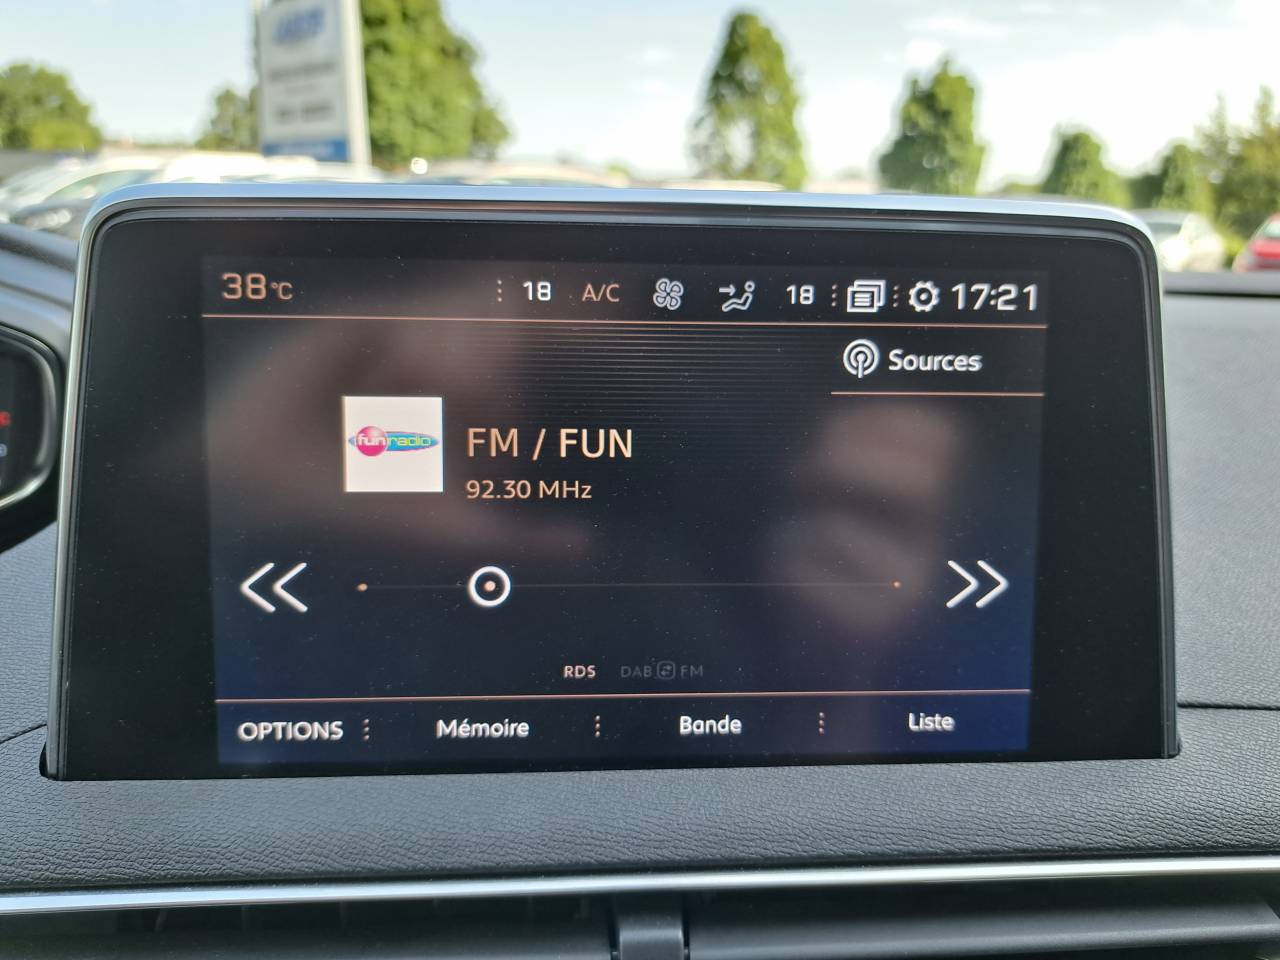 38°C 18 A/C 18 17:21
Sources
funradio
FM / FUN
92.30 MHz
RDS DAB FM
OPTIONS Mémoire Bande Liste